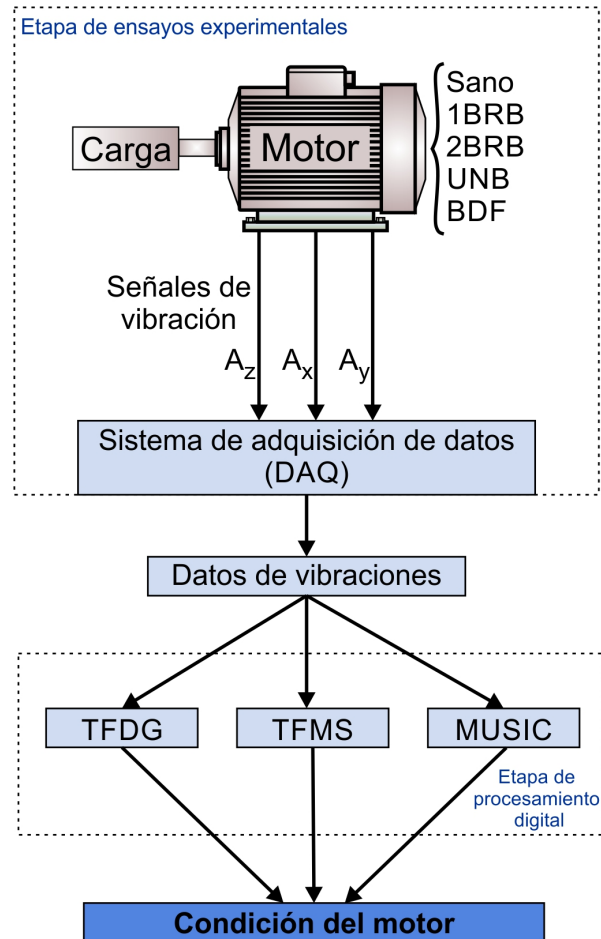 Etapa de ensayos experimentales
Carga
Motor
Sano
1BRB
2BRB
UNB
BDF
Señales de
vibración
Az
Ax
Ay
Sistema de adquisición de datos
(DAQ)
Datos de vibraciones
TFDG
TFMS
MUSIC
Etapa de
procesamiento
digital
Condición del motor